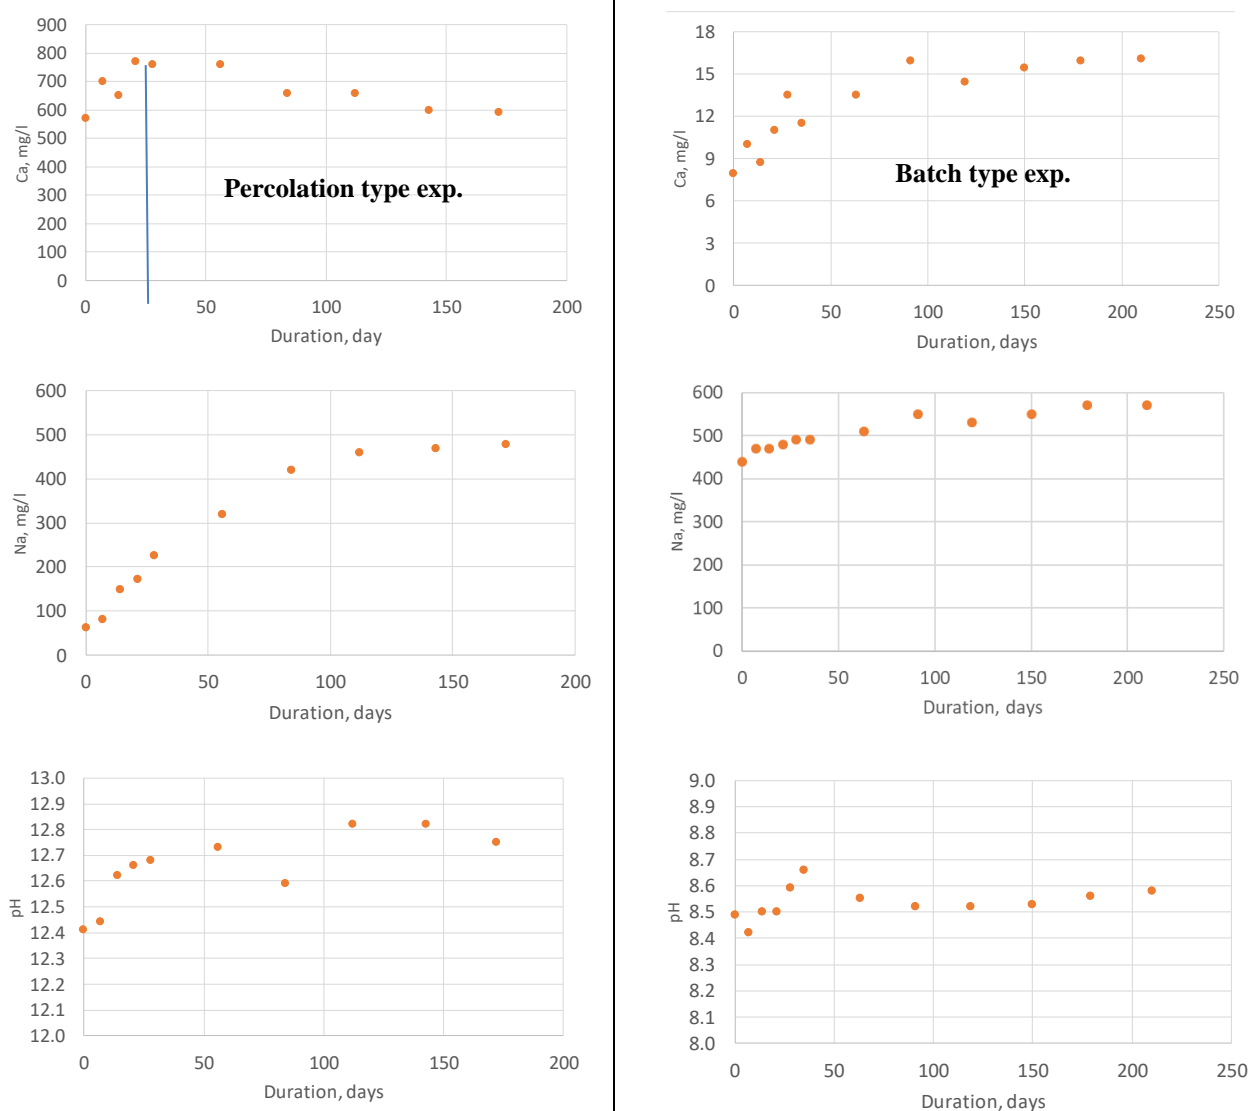 900
800
700
600
500
400
300
200
100
0
Ca, mg/l
Percolation type exp.
0 50 100 150 200
Duration, day
18
15
12
9
6
3
0
Ca, mg/l
Batch type exp.
0 50 100 150 200 250
Duration, days
600
500
400
300
200
100
0
Na, mg/l
0 50 100 150 200
Duration, days
600
500
400
300
200
100
0
Na, mg/l
0 50 100 150 200 250
Duration, days
13.0
12.9
12.8
12.7
12.6
12.5
12.4
12.3
12.2
12.1
12.0
pH
0 50 100 150 200
Duration, days
9.0
8.9
8.8
8.7
8.6
8.5
8.4
8.3
8.2
8.1
8.0
pH
0 50 100 150 200 250
Duration, days